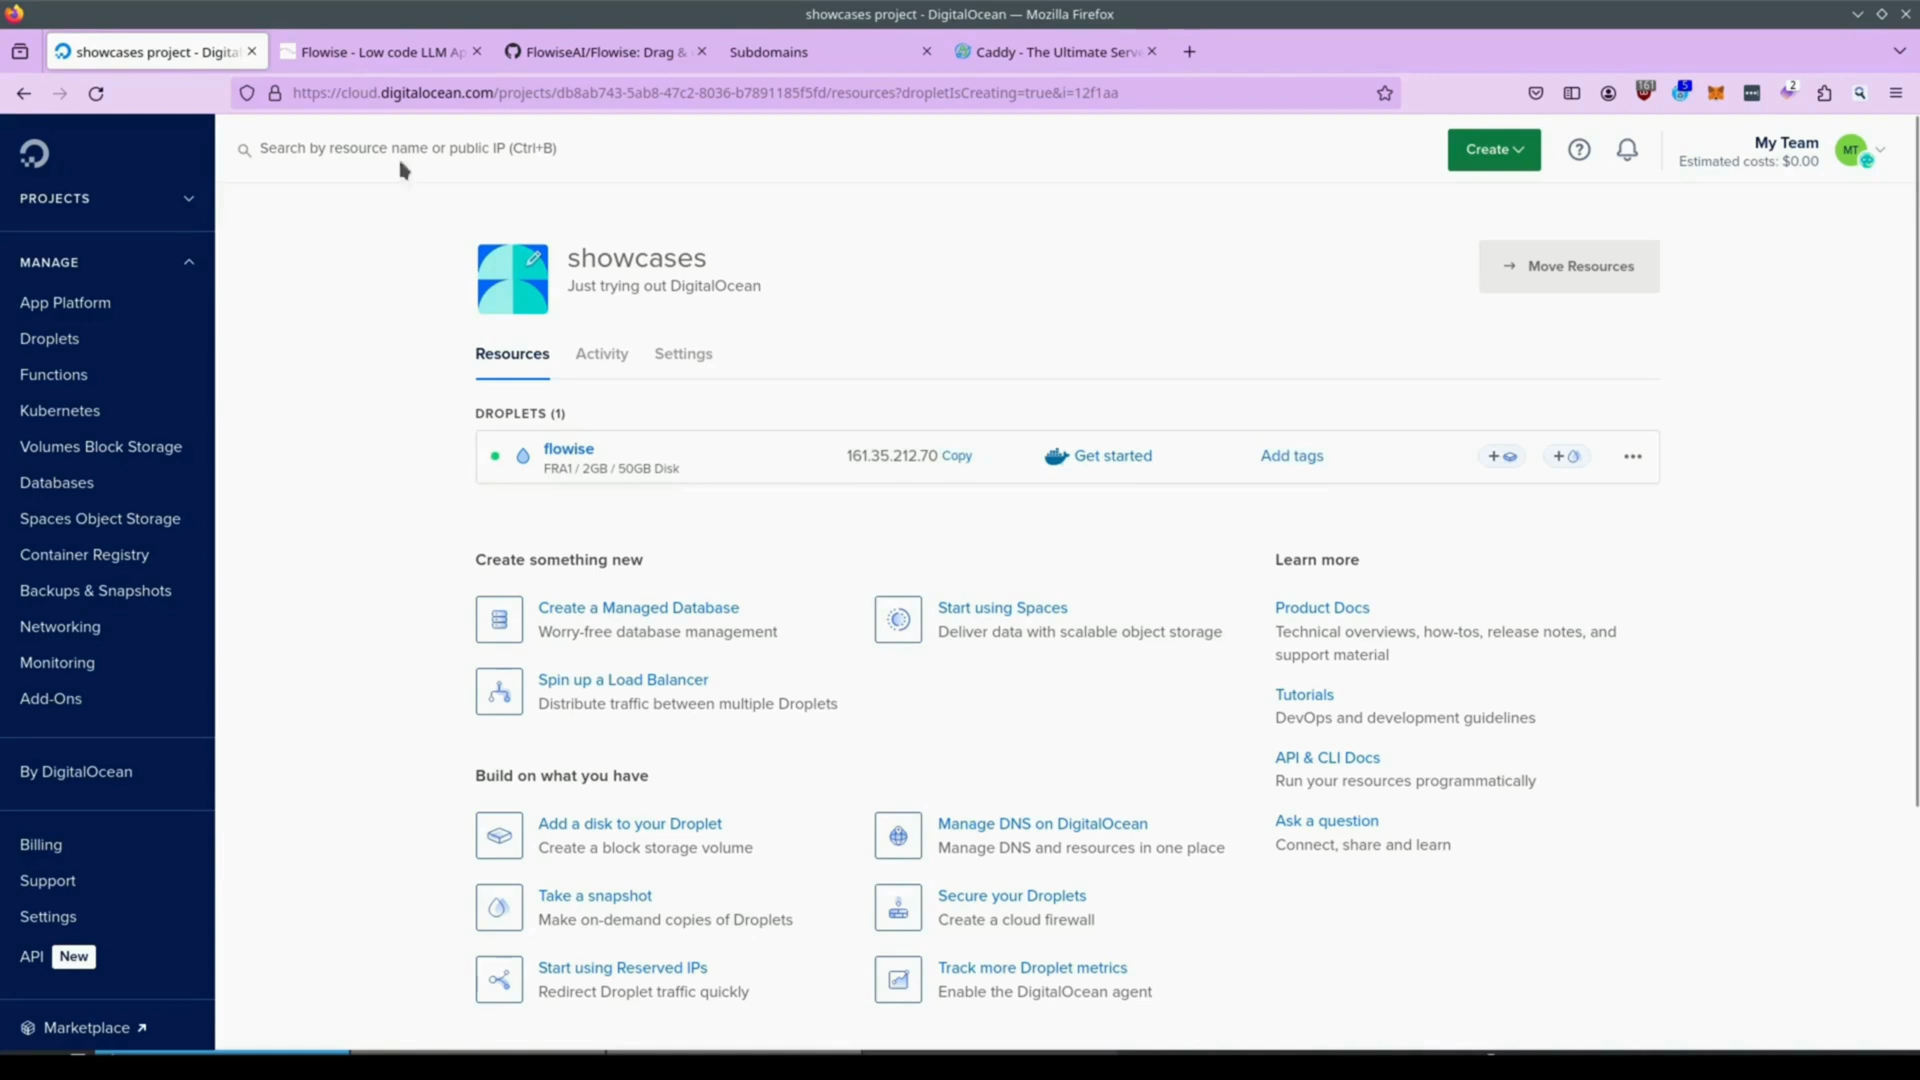 showcases project - DigitalOcean — Mozilla Firefox
showcases project - Digita
Flowise - Low code LLM Ap
FlowiseAI/Flowise: Drag &
Subdomains
Caddy - The Ultimate Serve
https://cloud.digitalocean.com/projects/db8ab743-5ab8-47c2-8036-b7891185f5fd/resources?dropletIsCreating=true&i=12f1aa
161
5
2
Search by resource name or public IP (Ctrl+B)
Create
My Team
Estimated costs: $0.00
MT
PROJECTS
MANAGE
App Platform
Droplets
Functions
Kubernetes
Volumes Block Storage
Databases
Spaces Object Storage
Container Registry
Backups & Snapshots
Networking
Monitoring
Add-Ons
By DigitalOcean
Billing
Support
Settings
API New
Marketplace
showcases
Just trying out DigitalOcean
Move Resources
Resources Activity Settings
DROPLETS (1)
flowise
FRA1 / 2GB / 50GB Disk
161.35.212.70 Copy
Get started
Add tags
Create something new
Create a Managed Database
Worry-free database management
Start using Spaces
Deliver data with scalable object storage
Spin up a Load Balancer
Distribute traffic between multiple Droplets
Build on what you have
Add a disk to your Droplet
Create a block storage volume
Manage DNS on DigitalOcean
Manage DNS and resources in one place
Take a snapshot
Make on-demand copies of Droplets
Secure your Droplets
Create a cloud firewall
Start using Reserved IPs
Redirect Droplet traffic quickly
Track more Droplet metrics
Enable the DigitalOcean agent
Learn more
Product Docs
Technical overviews, how-tos, release notes, and
support material
Tutorials
DevOps and development guidelines
API & CLI Docs
Run your resources programmatically
Ask a question
Connect, share and learn